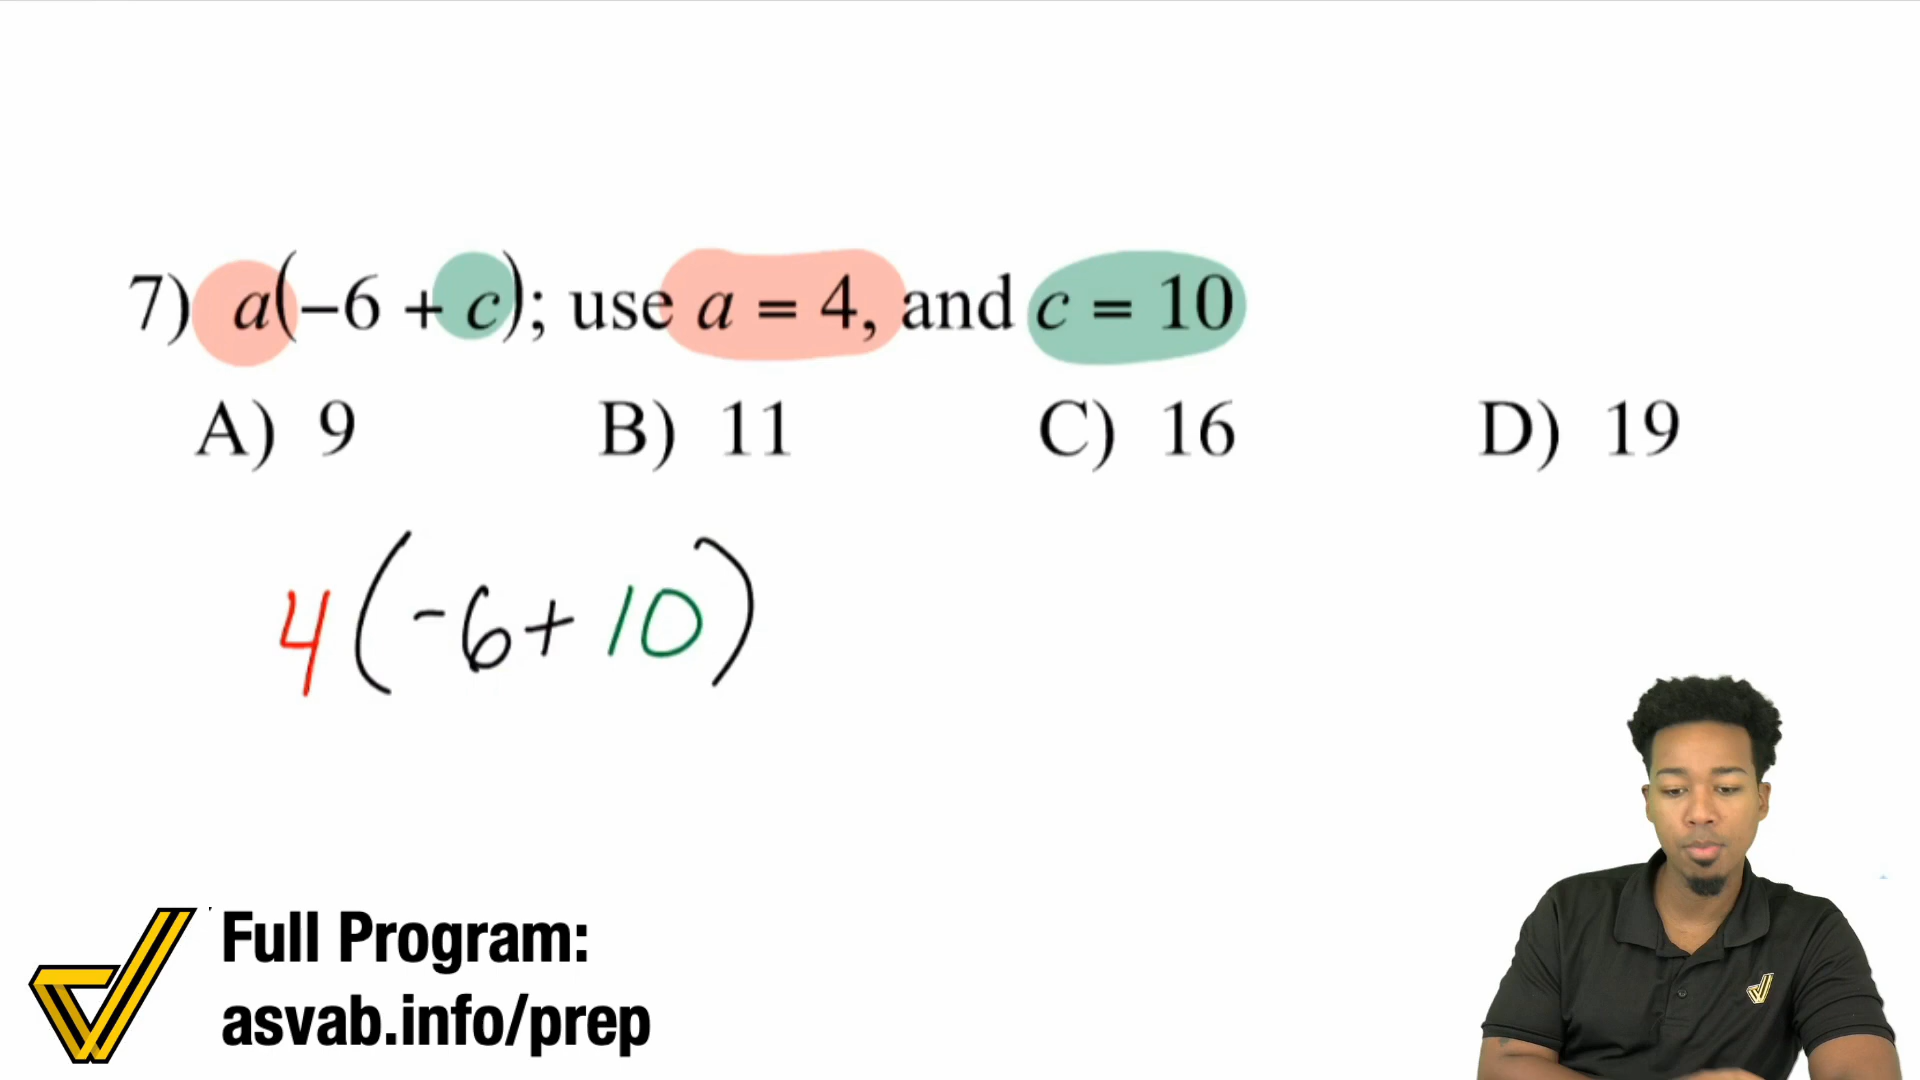 7) a(−6 + c); use a = 4, and c = 10
A) 9 B) 11 C) 16 D) 19
4(-6+10)
Full Program:
asvab.info/prep